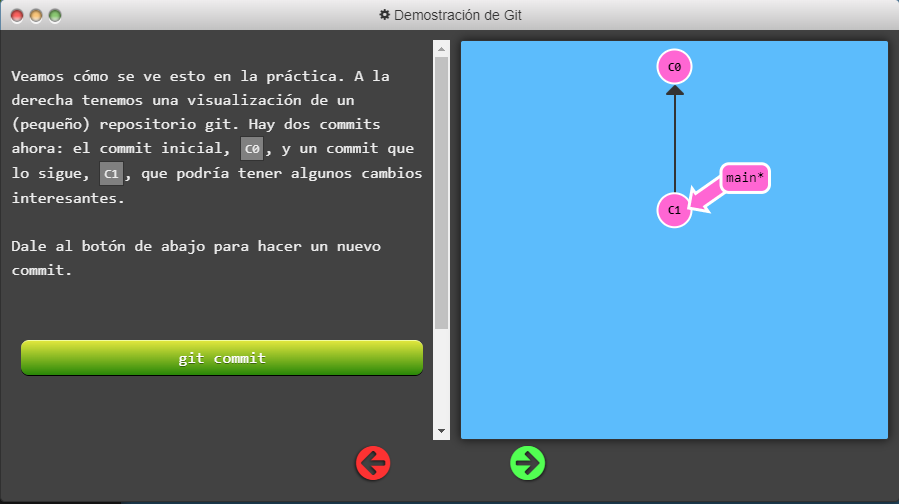 Demostración de Git
Veamos cómo se ve esto en la práctica. A la
derecha tenemos una visualización de un
(pequeño) repositorio git. Hay dos commits
ahora: el commit inicial, C0, y un commit que
lo sigue, C1, que podría tener algunos cambios
interesantes.
Dale al botón de abajo para hacer un nuevo
commit.
git commit
C0
main*
C1